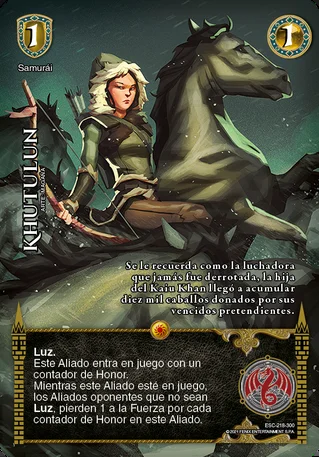 1
1
Samurái
KHUTULUN
Se le recuerda como la luchadora
que jamás fue derrotada, la hija
del Kaiu Khan llegó a acumular
diez mil caballos donados por sus
vencidos pretendientes.
Luz.
Este Aliado entra en juego con un
contador de Honor.
Mientras este Aliado esté en juego,
los Aliados oponentes que no sean
Luz, pierden 1 a la Fuerza por cada
contador de Honor en este Aliado.
ESC-218-300
©2021 FENIX ENTERTAINMENT S.P.A.